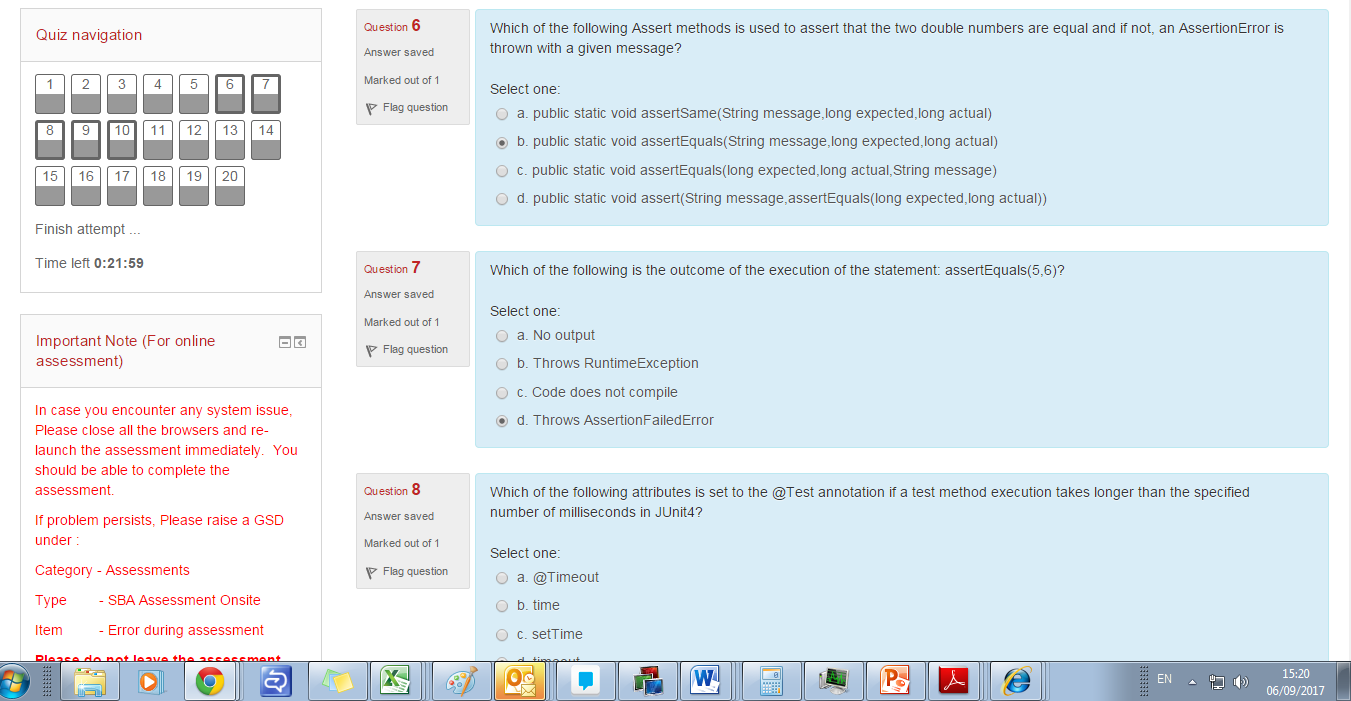 Quiz navigation
1 2 3 4 5 6 7
8 9 10 11 12 13 14
15 16 17 18 19 20
Finish attempt ...
Time left 0:21:59
Important Note (For online
assessment)
In case you encounter any system issue,
Please close all the browsers and re-
launch the assessment immediately.  You
should be able to complete the
assessment.
If problem persists, Please raise a GSD
under :
Category - Assessments
Type - SBA Assessment Onsite
Item - Error during assessment
Please do not leave the assessment
Question 6
Answer saved
Marked out of 1
Flag question
Which of the following Assert methods is used to assert that the two double numbers are equal and if not, an AssertionError is
thrown with a given message?
Select one:
a. public static void assertSame(String message,long expected,long actual)
b. public static void assertEquals(String message,long expected,long actual)
c. public static void assertEquals(long expected,long actual,String message)
d. public static void assert(String message,assertEquals(long expected,long actual))
Question 7
Answer saved
Marked out of 1
Flag question
Which of the following is the outcome of the execution of the statement: assertEquals(5,6)?
Select one:
a. No output
b. Throws RuntimeException
c. Code does not compile
d. Throws AssertionFailedError
Question 8
Answer saved
Marked out of 1
Flag question
Which of the following attributes is set to the @Test annotation if a test method execution takes longer than the specified
number of milliseconds in JUnit4?
Select one:
a. @Timeout
b. time
c. setTime
d. timeout
EN
15:20
06/09/2017